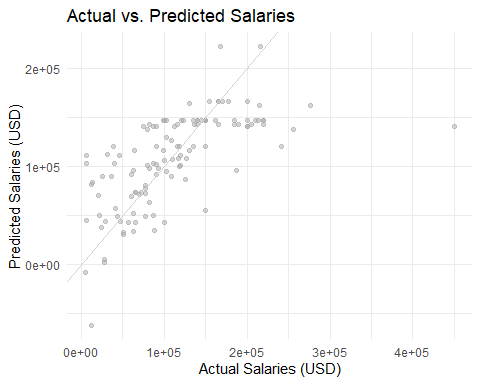 Actual vs. Predicted Salaries
Predicted Salaries (USD)
2e+05
1e+05
0e+00
0e+00 1e+05 2e+05 3e+05 4e+05
Actual Salaries (USD)